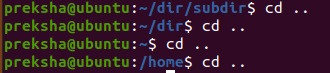 preksha@ubuntu:~/dir/subdir$ cd ..
preksha@ubuntu:~/dir$ cd ..
preksha@ubuntu:~$ cd ..
preksha@ubuntu:/home$ cd ..